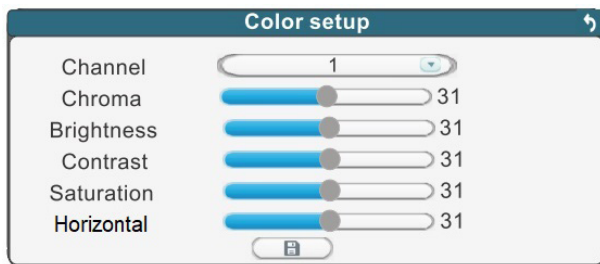 Color setup
Channel 1
Chroma 31
Brightness 31
Contrast 31
Saturation 31
Horizontal 31